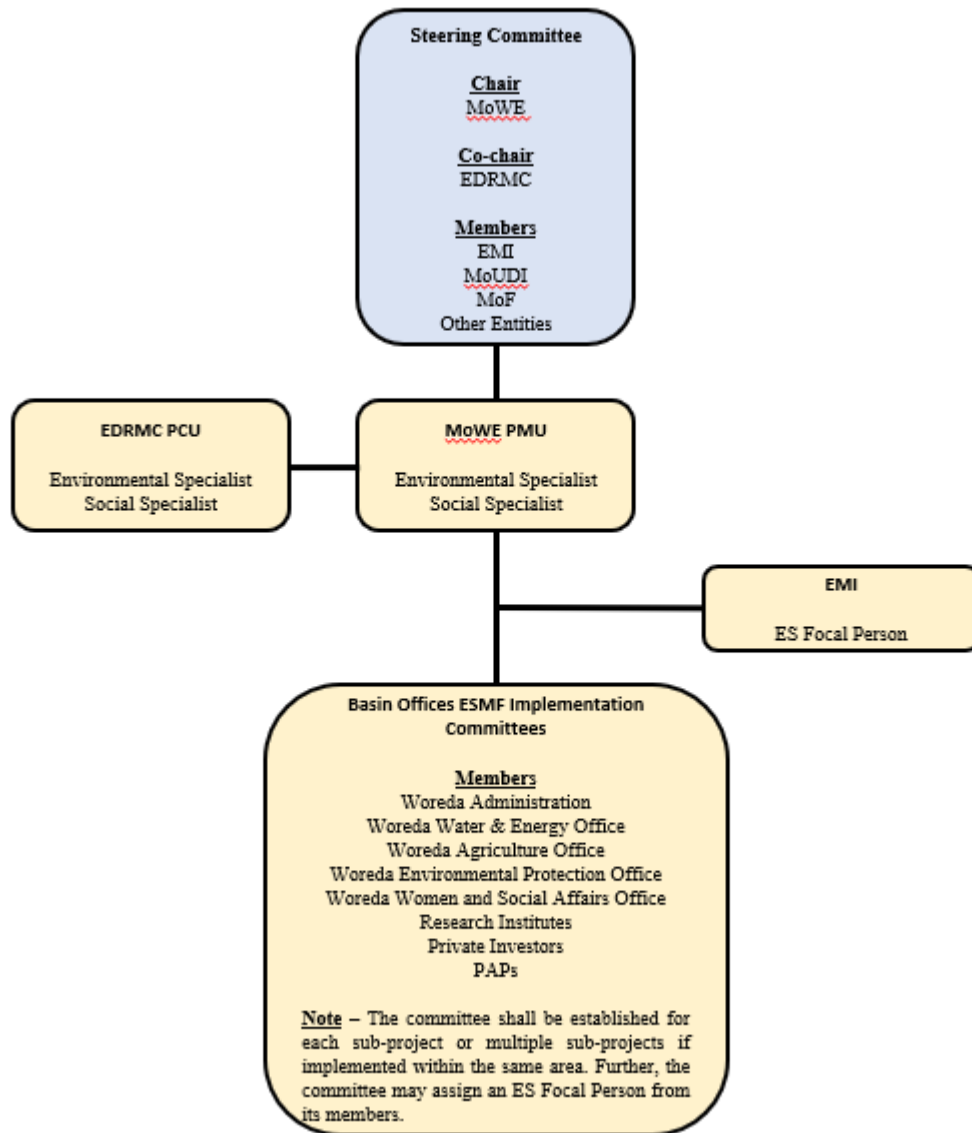 Steering Committee
Chair
MoWE
Co-chair
EDRMC
Members
EMI
MoUDI
MoF
Other Entities
EDRMC PCU
Environmental Specialist
Social Specialist
MoWE PMU
Environmental Specialist
Social Specialist
EMI
ES Focal Person
Basin Offices ESMF Implementation
Committees
Members
Woreda Administration
Woreda Water & Energy Office
Woreda Agriculture Office
Woreda Environmental Protection Office
Woreda Women and Social Affairs Office
Research Institutes
Private Investors
PAPs
Note – The committee shall be established for
each sub-project or multiple sub-projects if
implemented within the same area. Further, the
committee may assign an ES Focal Person from
its members.